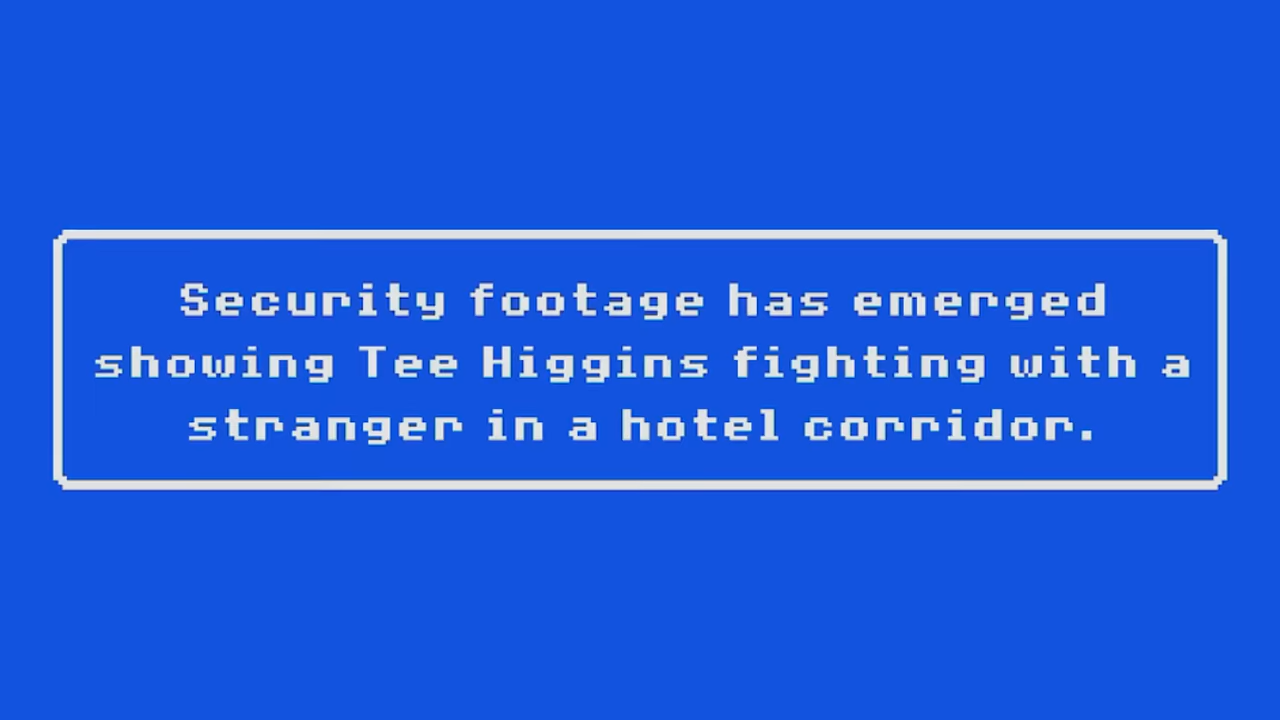 Security footage has emerged
showing Tee Higgins fighting with a
stranger in a hotel corridor.